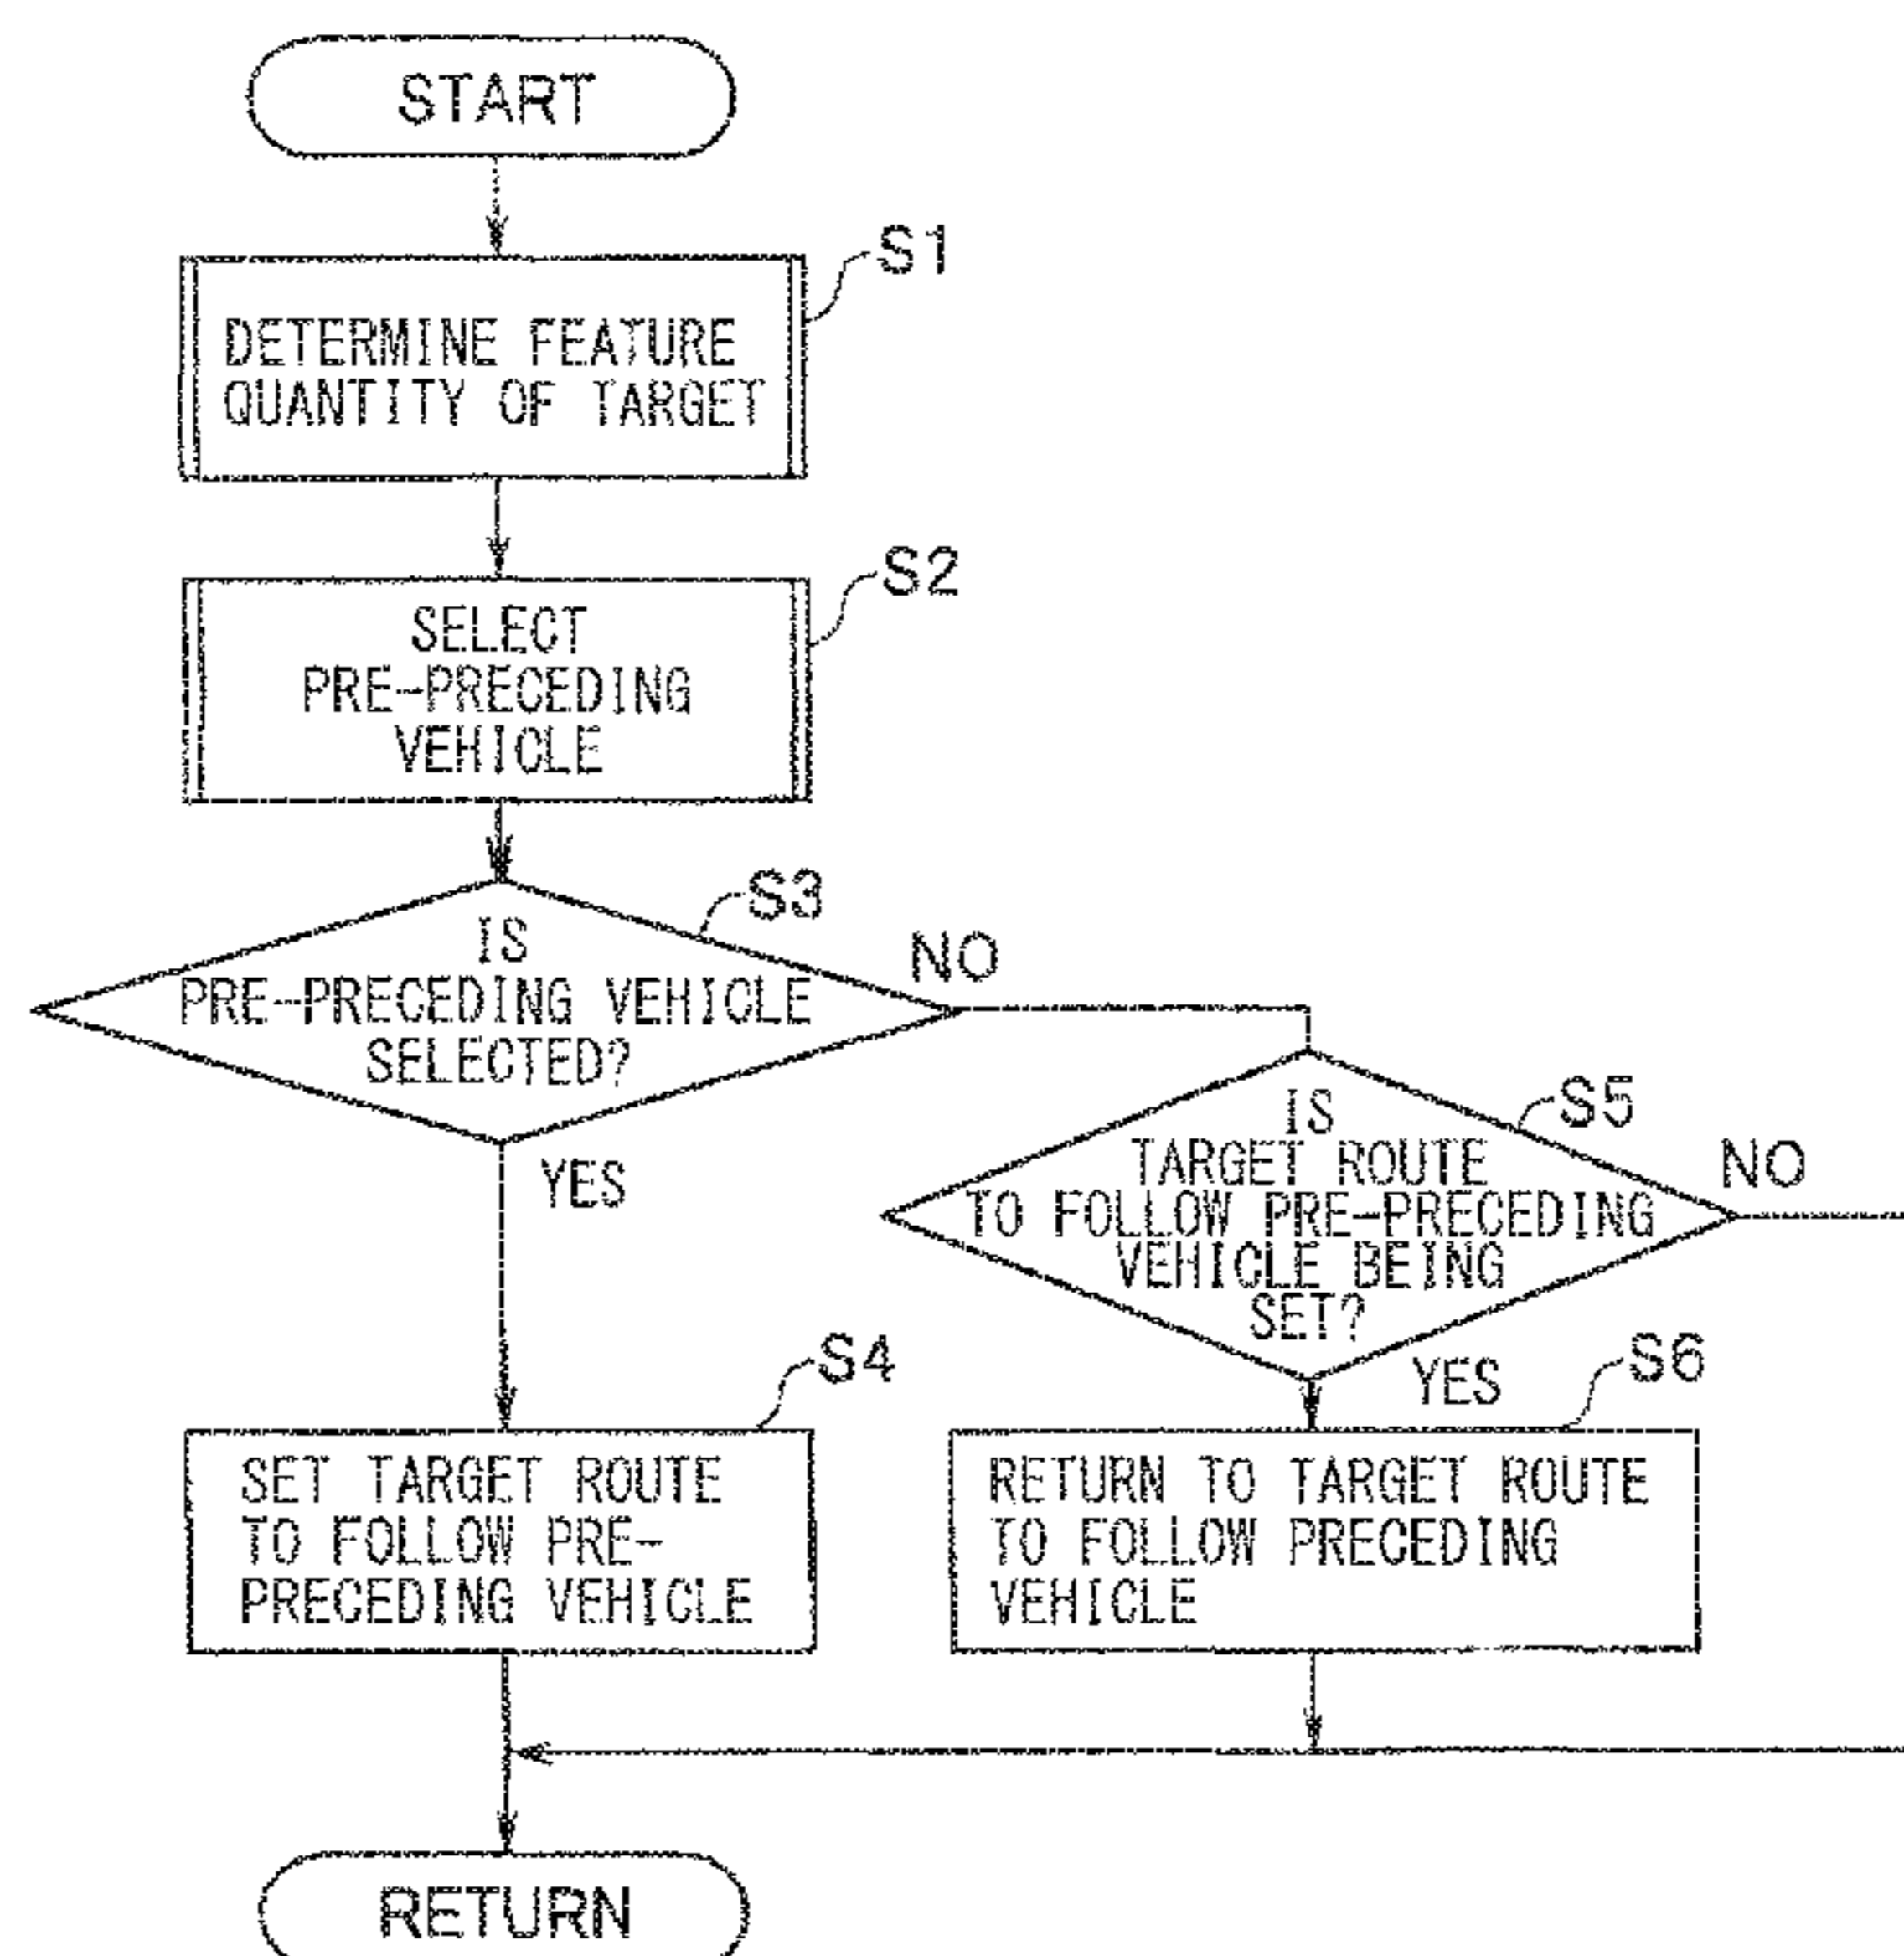 START
S1
DETERMINE FEATURE
QUANTITY OF TARGET
S2
SELECT
PRE-PRECEDING
VEHICLE
S3
IS
PRE-PRECEDING VEHICLE
SELECTED?
NO
YES
S5
IS
TARGET ROUTE
TO FOLLOW PRE-PRECEDING
VEHICLE BEING
SET?
NO
YES
S4
SET TARGET ROUTE
TO FOLLOW PRE-
PRECEDING VEHICLE
S6
RETURN TO TARGET ROUTE
TO FOLLOW PRECEDING
VEHICLE
RETURN